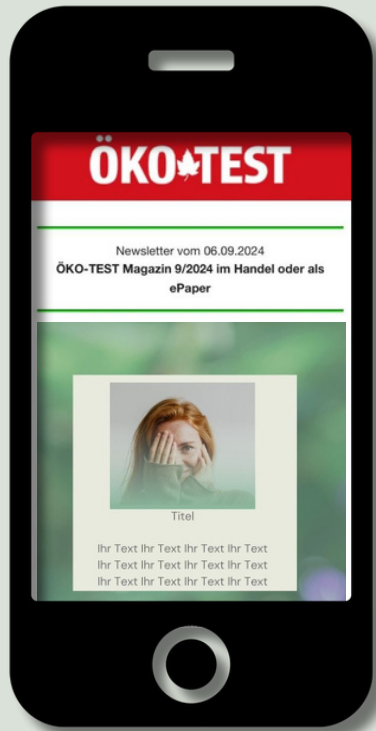 ÖKO TEST
Newsletter vom 06.09.2024
ÖKO-TEST Magazin 9/2024 im Handel oder als
ePaper
Titel
Ihr Text Ihr Text Ihr Text Ihr Text
Ihr Text Ihr Text Ihr Text Ihr Text
Ihr Text Ihr Text Ihr Text Ihr Text